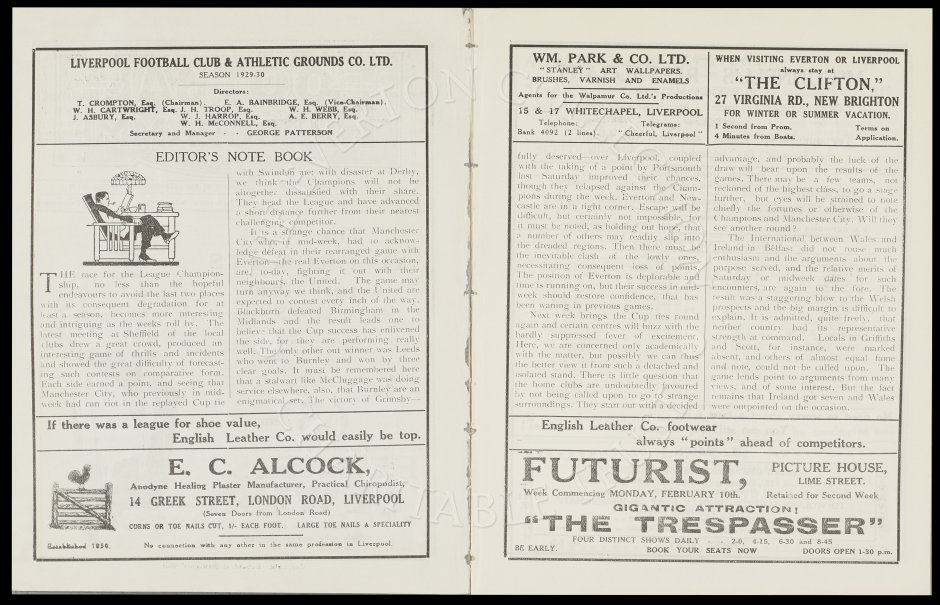 LIVERPOOL FOOTBALL CLUB & ATHLETIC GROUNDS CO. LTD.
SEASON 1929-30
Directors:
T. CROMPTON, Esq. (Chairman). E. A. BAINBRIDGE, Esq. (Vice-Chairman).
W. H. CARTWRIGHT, Esq. J. H. TROOP, Esq. W. H. WEBB, Esq.
J. ASBURY, Esq. W. J. HARROP, Esq. A. E. BERRY, Esq.
W. H. McCONNELL, Esq.
Secretary and Manager - - GEORGE PATTERSON
EDITOR'S NOTE BOOK
THE race for the League Champion-
ship, no less than the hopeful
endeavours to avoid the last two places
with its consequent degradation for at
least a season, becomes more interesting
and intriguing as the weeks roll by. The
latest meeting at Sheffield of the local
clubs drew a great crowd, produced an
interesting game of thrills and incidents
and showed the great difficulty of forecast-
ing such contests on comparative form.
Each side earned a point, and seeing that
Manchester City, who previously in mid-
week had run riot in the replayed Cup tie
with Swindon met with disaster at Derby,
we think the Champions will not be
altogether dissatisfied with their share.
They head the League and have advanced
a short distance further from their nearest
challenging competitor.
It is a strange chance that Manchester
City who, in mid-week, had to acknow-
ledge defeat in their rearranged game with
Everton—the real Everton on this occasion,
are, to-day, fighting it out with their
neighbours, the United. The game may
turn anyway we think, and the United are
expected to contest every inch of the way.
Blackburn defeated Birmingham in the
Midlands and the result leads one to
believe that the Cup success has enlivened
the side, for they are performing really
well. The only other out winner was Leeds
who went to Burnley and won by three
clear goals. It must be remembered here
that a stalwart like McCluggage was doing
service elsewhere, also, that Burnley are an
enigmation set. The victory of Grimsby—
If there was a league for shoe value,
English Leather Co. would easily be top.
E. C. ALCOCK,
Anodyne Healing Plaster Manufacturer, Practical Chiropodist,
14 GREEK STREET, LONDON ROAD, LIVERPOOL
(Seven Doors from London Road)
CORNS OR TOE NAILS CUT, 1/- EACH FOOT. LARGE TOE NAILS A SPECIALITY
Established 1850. No connection with any other in the same profession in Liverpool.
WM. PARK & CO. LTD.
"STANLEY" ART WALLPAPERS.
BRUSHES, VARNISH AND ENAMELS
Agents for the Walpamur Co. Ltd.'s Productions
15 & 17 WHITECHAPEL, LIVERPOOL
Telephone: Telegrams:
Bank 4092 (2 lines). "Cheerful, Liverpool"
WHEN VISITING EVERTON OR LIVERPOOL
always stay at
"THE CLIFTON,"
27 VIRGINIA RD., NEW BRIGHTON
FOR WINTER OR SUMMER VACATION.
1 Second from Prom. Terms on
4 Minutes from Boats. Application.
fully deserved—over Liverpool, coupled
with the taking of a point by Portsmouth
last Saturday improved their chances,
though they relapsed against the Cham-
pions during the week. Everton and New-
castle are in a tight corner. Escape will be
difficult, but certainly not impossible, for
it must be noted, as holding out hope, that
a number of others may readily slip into
the dreaded regions. Then there must be
the inevitable clash of the lowly ones,
necessitating consequent loss of points.
The position of Everton is deplorable and
time is running on, but their success in mid-
week should restore confidence, that has
been waning in previous games.
Next week brings the Cup ties round
again and certain centres will buzz with the
hardly suppressed fever of excitement.
Here, we are concerned only academically
with the matter, but possibly we can thus
the better view it from such a detached and
isolated stand. There is little question that
the home clubs are undoubtedly favoured
by not being called upon to go to strange
surroundings. They start out with a decided
advantage, and probably the luck of the
draw will bear upon the results of the
games. There may be a few teams, not
reckoned of the highest class, to go a stage
further, but eyes will be strained to note
chiefly the fortunes or otherwise of the
Champions and Manchester City. Will they
see another round?
The International between Wales and
Ireland in Belfast did not rouse much
enthusiasm and the arguments about the
purpose served, and the relative merits of
Saturday or midweek dates for such
encounters, are again to the fore. The
result was a staggering blow to the Welsh
prospects and the big margin is difficult to
explain. It is admitted, quite freely, that
neither country had its representative
strength at command. Locals in Griffiths
and Scott, for instance, were marked
absent, and others of almost equal fame
and note, could not be called upon. The
game lends point to arguments from many
views, and of some interest. But the fact
remains that Ireland got seven and Wales
were outpointed on the occasion.
English Leather Co. footwear
always "points" ahead of competitors.
FUTURIST, PICTURE HOUSE,
LIME STREET.
Week Commencing MONDAY, FEBRUARY 10th. Retained for Second Week
GIGANTIC ATTRACTION!
"THE TRESPASSER"
FOUR DISTINCT SHOWS DAILY - - 2-0, 4-15, 6-30 and 8-45
BE EARLY. BOOK YOUR SEATS NOW DOORS OPEN 1-30 p.m.